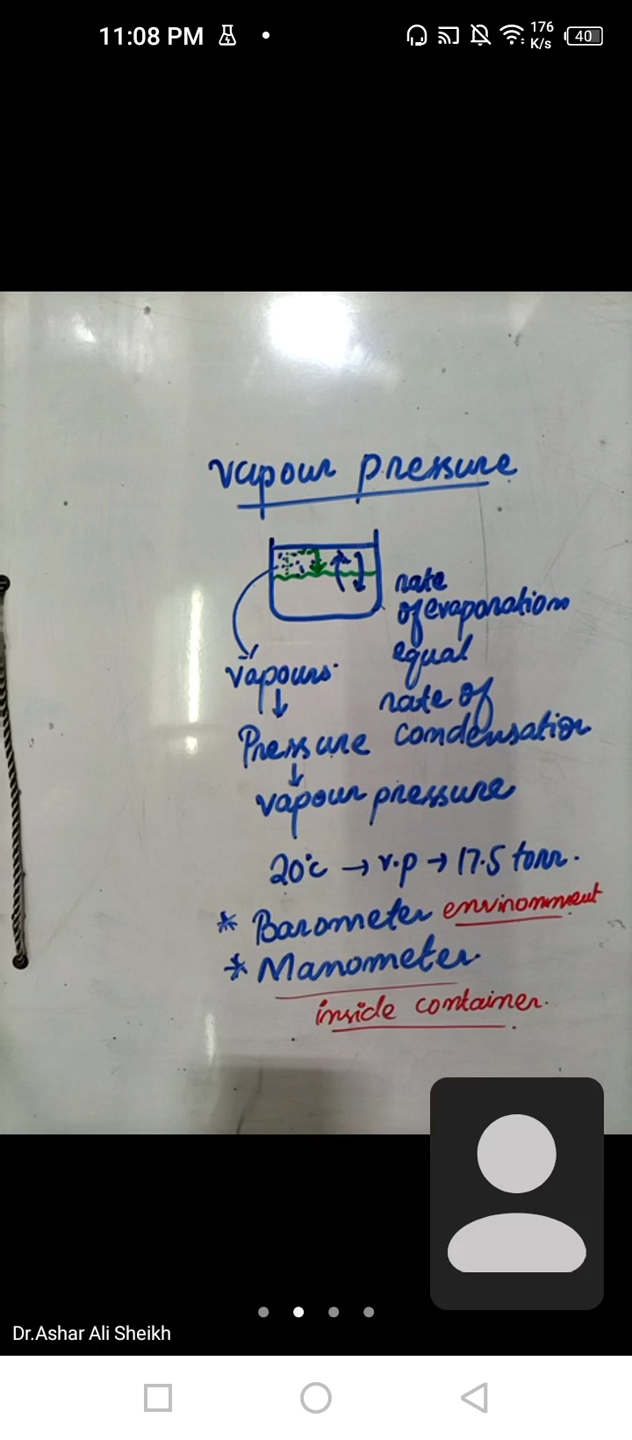 11:08 PM
176
K/s
40
vapour pressure
rate
of evaporation
equal
rate of
condensation
vapours.
↓
Pressure
↓
vapour pressure
20°c → v.p → 17.5 torr.
* Barometer environment
* Manometer.
inside container.
Dr.Ashar Ali Sheikh